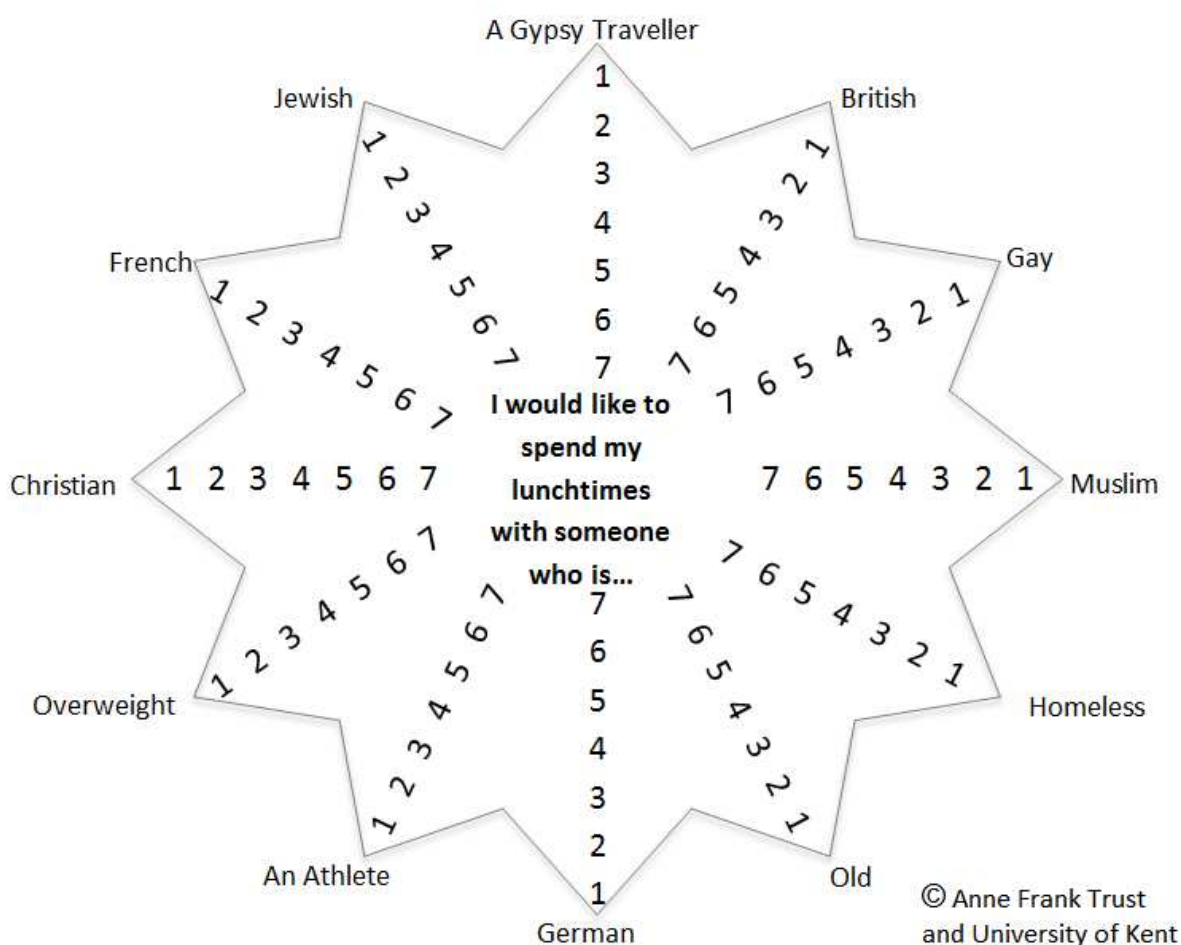 A Gypsy Traveller
1
2
3
4
5
6
7
British
1 2 3 4 5 6 7
Gay
1 2 3 4 5 6 7
Muslim
7 6 5 4 3 2 1
Homeless
7 6 5 4 3 2 1
Old
7 6 5 4 3 2 1
German
7
6
5
4
3
2
1
An Athlete
1 2 3 4 5 6 7
Overweight
1 2 3 4 5 6 7
Christian
1 2 3 4 5 6 7
French
1 2 3 4 5 6 7
Jewish
1 2 3 4 5 6 7
I would like to
spend my
lunchtimes
with someone
who is...
© Anne Frank Trust
and University of Kent